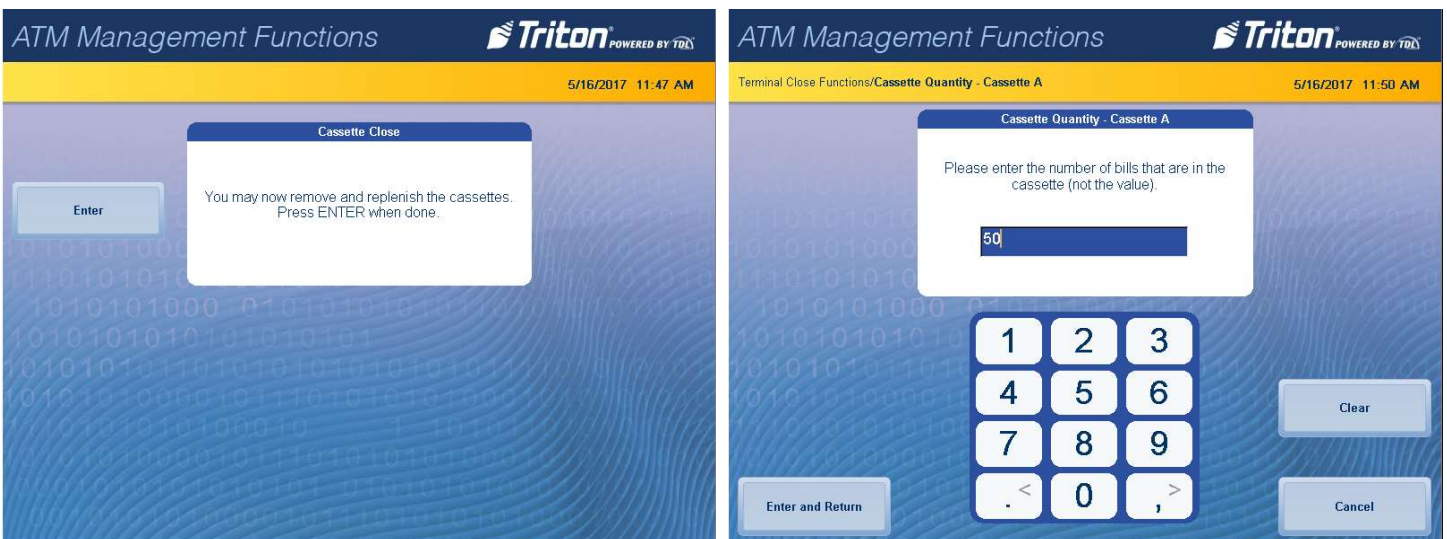 ATM Management Functions
Triton POWERED BY TDL
5/16/2017 11:47 AM
Cassette Close
You may now remove and replenish the cassettes.
Press ENTER when done.
Enter
ATM Management Functions
Triton POWERED BY TDL
Terminal Close Functions/Cassette Quantity - Cassette A
5/16/2017 11:50 AM
Cassette Quantity - Cassette A
Please enter the number of bills that are in the
cassette (not the value).
50
1 2 3
4 5 6
7 8 9
. < 0 , >
Clear
Enter and Return
Cancel